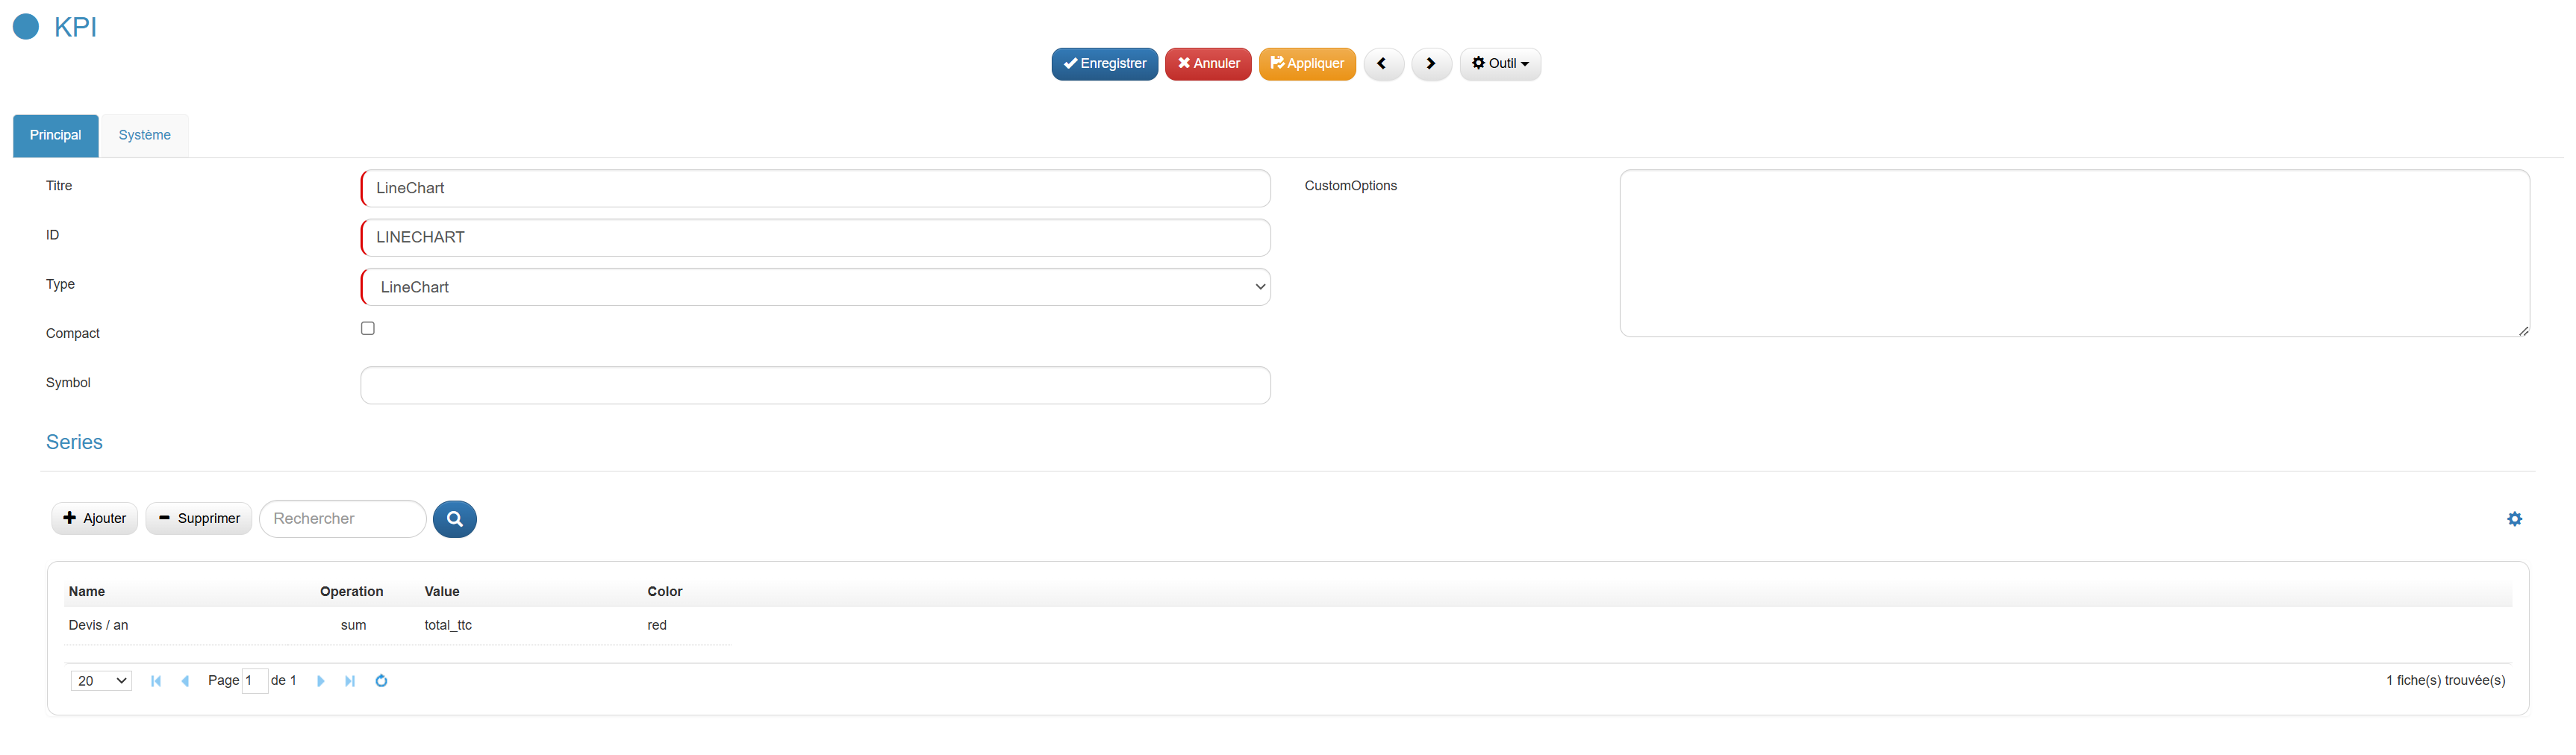 KPI
Enregistrer Annuler Appliquer Outil
Principal Système
Titre LineChart CustomOptions
ID LINECHART
Type LineChart
Compact
Symbol
Series
Ajouter Supprimer Rechercher
Name Operation Value Color
Devis / an sum total_ttc red
20 Page 1 de 1 1 fiche(s) trouvée(s)